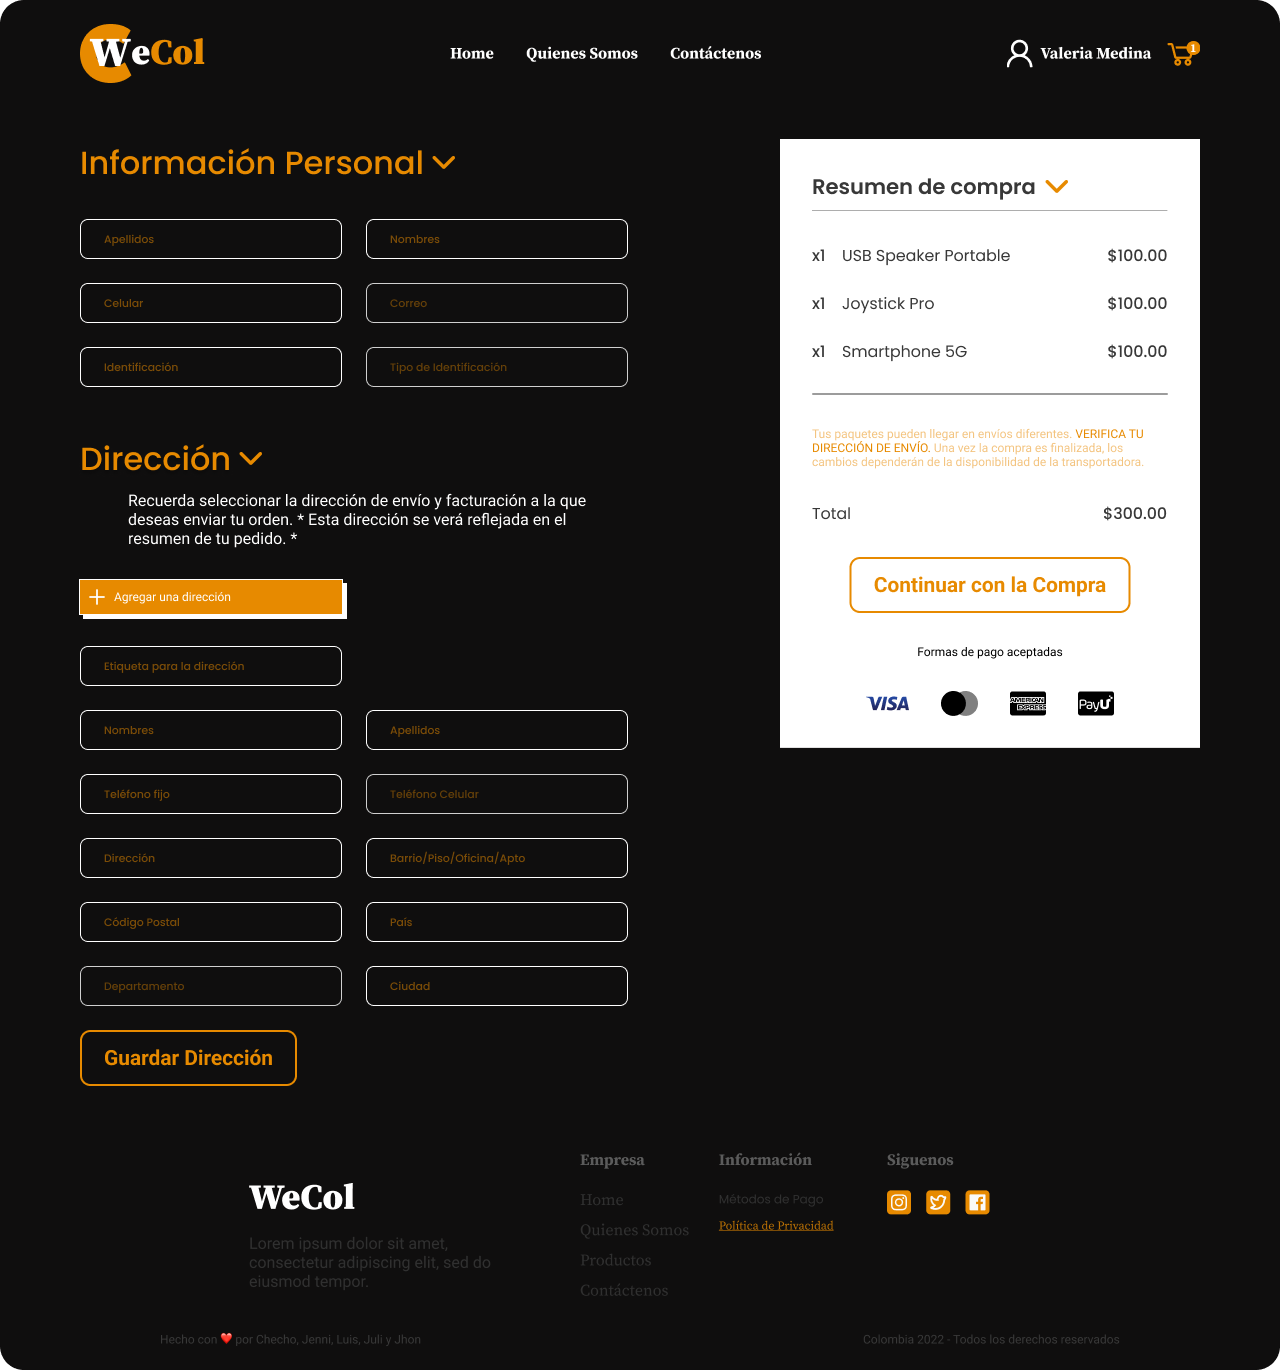 WeCol
Home Quienes Somos Contáctenos
Valeria Medina 1
Información Personal
Apellidos Nombres
Celular Correo
Identificación Tipo de Identificación
Dirección
Recuerda seleccionar la dirección de envío y facturación a la que
deseas enviar tu orden. * Esta dirección se verá reflejada en el
resumen de tu pedido. *
Agregar una dirección
Etiqueta para la dirección
Nombres Apellidos
Teléfono fijo Teléfono Celular
Dirección Barrio/Piso/Oficina/Apto
Código Postal País
Departamento Ciudad
Guardar Dirección
Resumen de compra
x1 USB Speaker Portable $100.00
x1 Joystick Pro $100.00
x1 Smartphone 5G $100.00
Tus paquetes pueden llegar en envíos diferentes. VERIFICA TU
DIRECCIÓN DE ENVÍO. Una vez la compra es finalizada, los
cambios dependerán de la disponibilidad de la transportadora.
Total $300.00
Continuar con la Compra
Formas de pago aceptadas
VISA AMERICAN EXPRESS PayU
WeCol
Lorem ipsum dolor sit amet,
consectetur adipiscing elit, sed do
eiusmod tempor.
Empresa
Home
Quienes Somos
Productos
Contáctenos
Información
Métodos de Pago
Política de Privacidad
Siguenos
Hecho con ❤️ por Checho, Jenni, Luis, Juli y Jhon
Colombia 2022 - Todos los derechos reservados